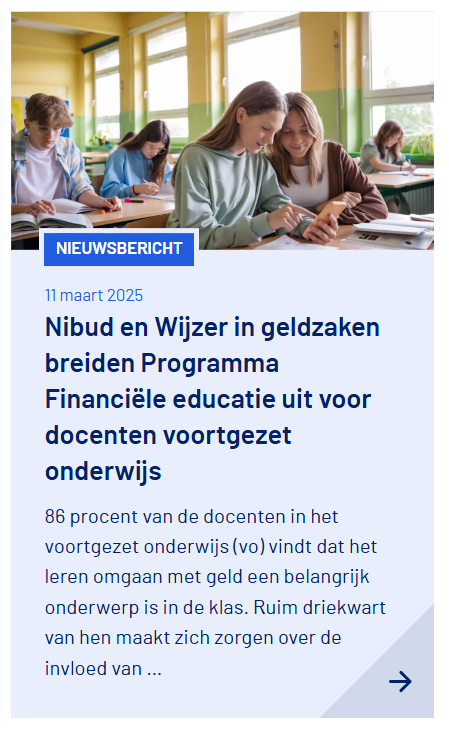 NIEUWSBERICHT
11 maart 2025
Nibud en Wijzer in geldzaken
breiden Programma
Financiële educatie uit voor
docenten voortgezet
onderwijs
86 procent van de docenten in het
voortgezet onderwijs (vo) vindt dat het
leren omgaan met geld een belangrijk
onderwerp is in de klas. Ruim driekwart
van hen maakt zich zorgen over de
invloed van ...